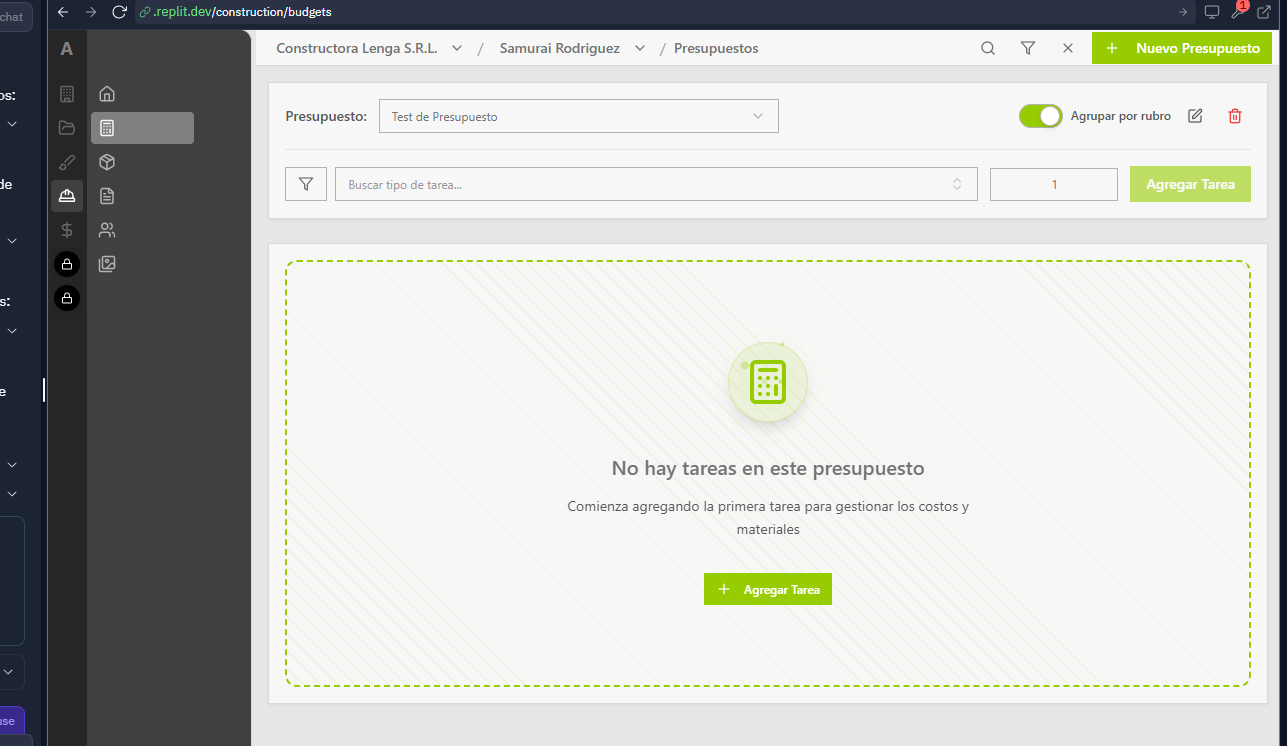 chat
.replit.dev/construction/budgets
1
A
Constructora Lenga S.R.L. / Samurai Rodriguez / Presupuestos
+ Nuevo Presupuesto
os:
Presupuesto: Test de Presupuesto
Agrupar por rubro
de
Buscar tipo de tarea...
1
Agregar Tarea
$
s:
e
No hay tareas en este presupuesto
Comienza agregando la primera tarea para gestionar los costos y
materiales
+ Agregar Tarea
use